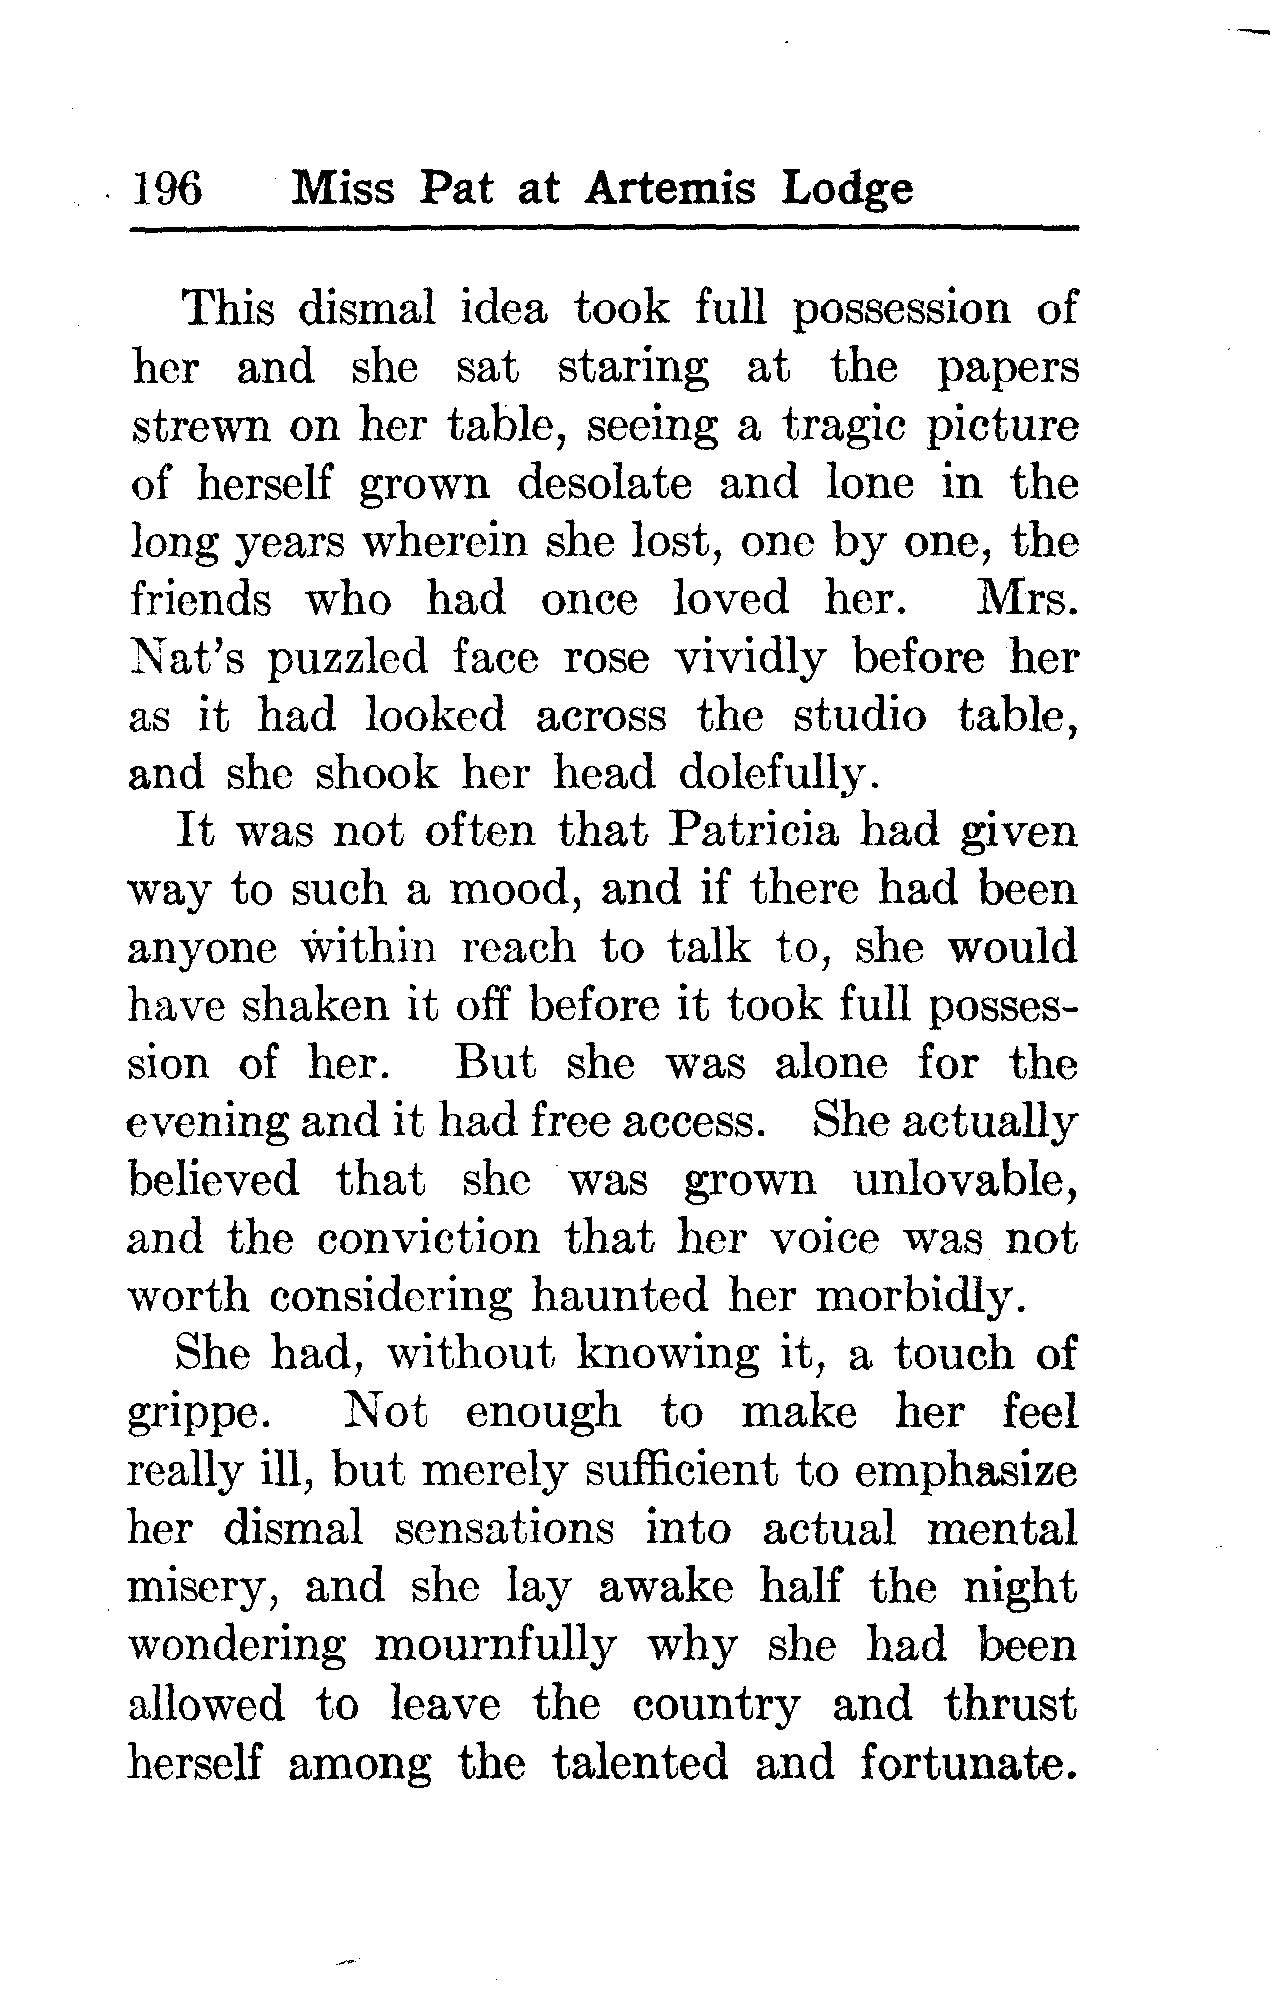 196 Miss Pat at Artemis Lodge
This dismal idea took full possession of
her and she sat staring at the papers
strewn on her table, seeing a tragic picture
of herself grown desolate and lone in the
long years wherein she lost, one by one, the
friends who had once loved her. Mrs.
Nat's puzzled face rose vividly before her
as it had looked across the studio table,
and she shook her head dolefully.
It was not often that Patricia had given
way to such a mood, and if there had been
anyone within reach to talk to, she would
have shaken it off before it took full posses-
sion of her. But she was alone for the
evening and it had free access. She actually
believed that she was grown unlovable,
and the conviction that her voice was not
worth considering haunted her morbidly.
She had, without knowing it, a touch of
grippe. Not enough to make her feel
really ill, but merely sufficient to emphasize
her dismal sensations into actual mental
misery, and she lay awake half the night
wondering mournfully why she had been
allowed to leave the country and thrust
herself among the talented and fortunate.